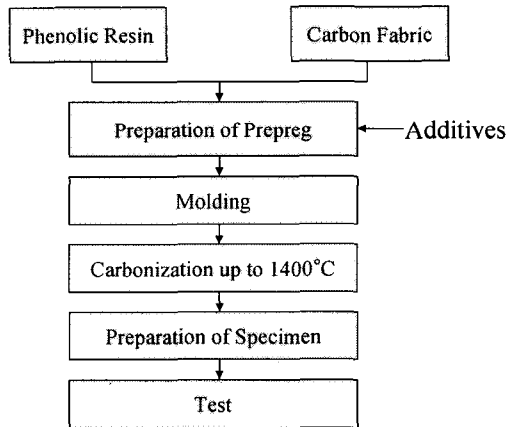 Phenolic Resin
Carbon Fabric
Preparation of Prepreg
Additives
Molding
Carbonization up to 1400°C
Preparation of Specimen
Test